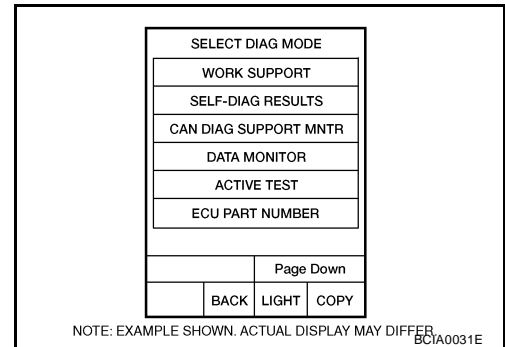 SELECT DIAG MODE
WORK SUPPORT
SELF-DIAG RESULTS
CAN DIAG SUPPORT MNTR
DATA MONITOR
ACTIVE TEST
ECU PART NUMBER
Page Down
BACK LIGHT COPY
NOTE: EXAMPLE SHOWN. ACTUAL DISPLAY MAY DIFFER.
BCIA0031E